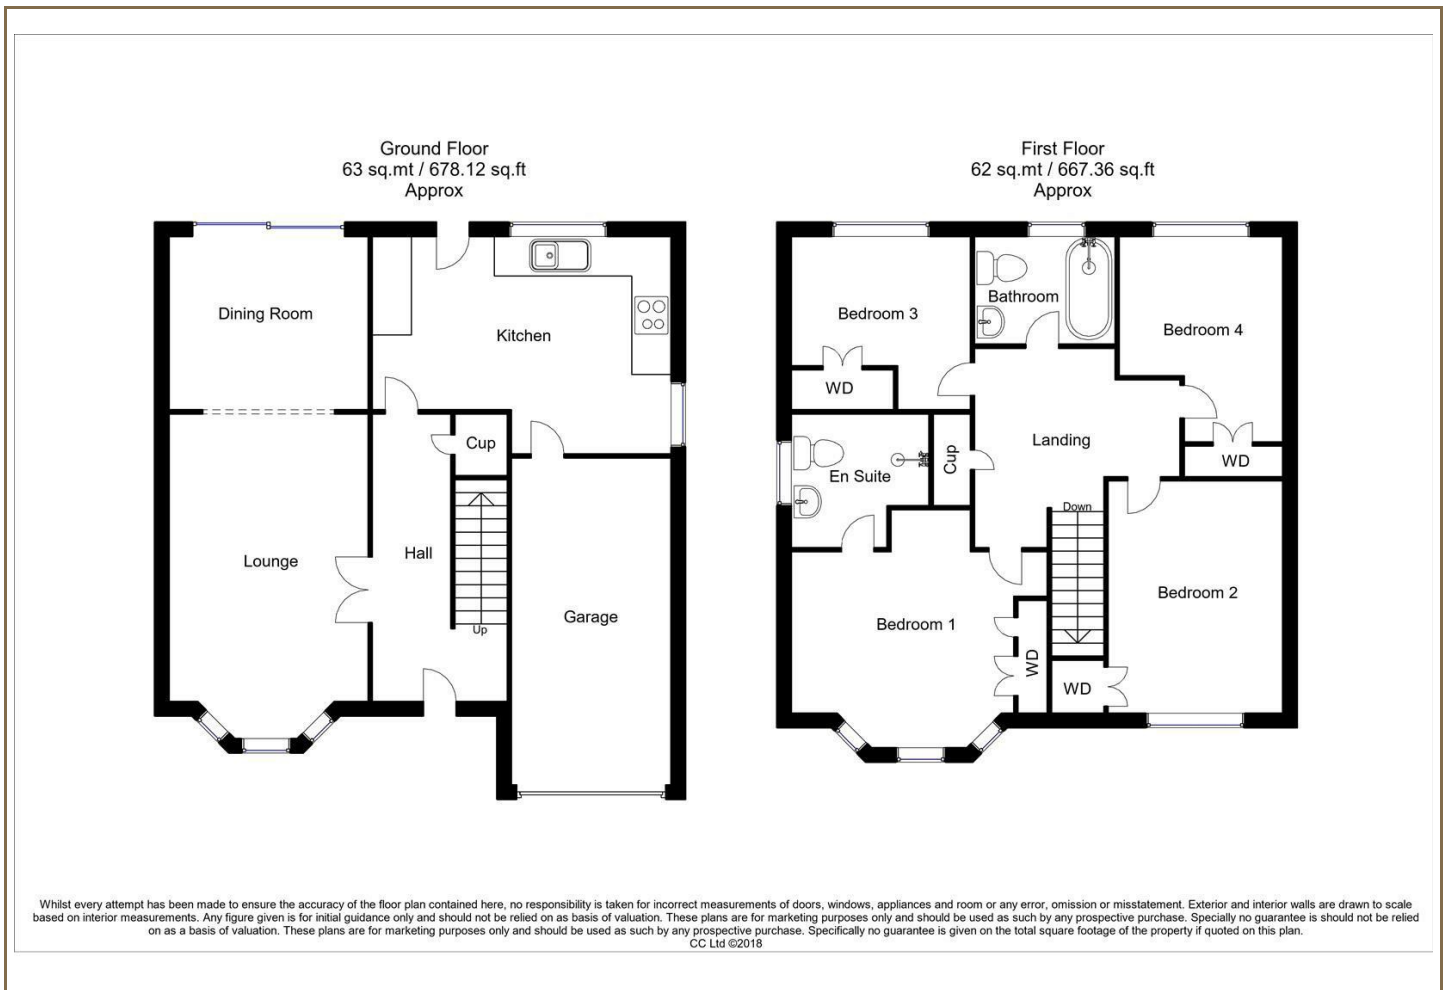 Ground Floor
63 sq.mt / 678.12 sq.ft
Approx
Dining Room
Kitchen
Cup
Lounge
Hall
Garage
Up
First Floor
62 sq.mt / 667.36 sq.ft
Approx
Bedroom 3
Bathroom
Bedroom 4
WD
Landing
Cup
WD
En Suite
Down
Bedroom 2
Bedroom 1
WD
WD
Whilst every attempt has been made to ensure the accuracy of the floor plan contained here, no responsibility is taken for incorrect measurements of doors, windows, appliances and room or any error, omission or misstatement. Exterior and interior walls are drawn to scale
based on interior measurements. Any figure given is for initial guidance only and should not be relied on as basis of valuation. These plans are for marketing purposes only and should be used as such by any prospective purchase. Specially no guarantee is should not be relied
on as a basis of valuation. These plans are for marketing purposes only and should be used as such by any prospective purchase. Specifically no guarantee is given on the total square footage of the property if quoted on this plan.
CC Ltd ©2018